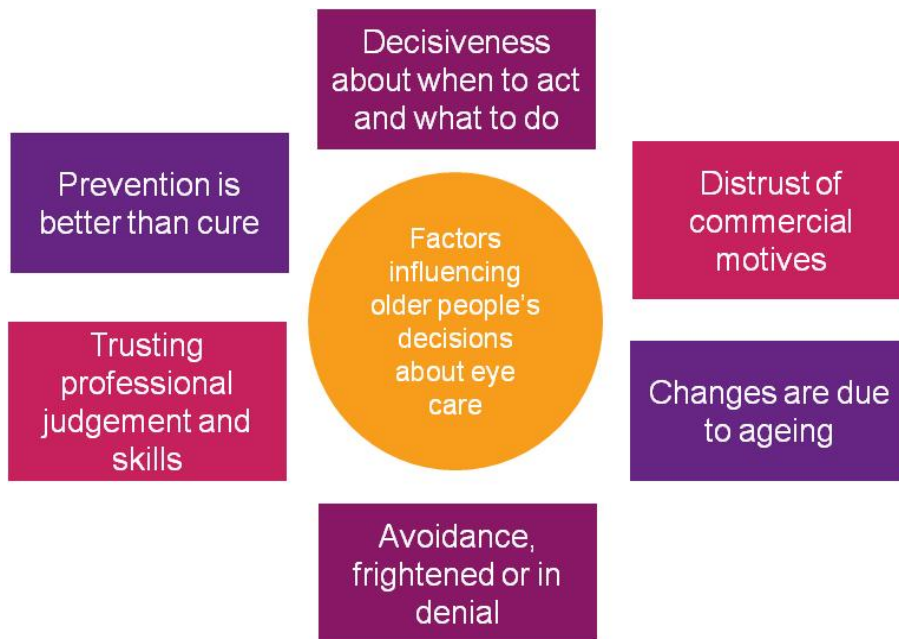 Decisiveness
about when to act
and what to do
Prevention is
better than cure
Distrust of
commercial
motives
Factors
influencing
older people's
decisions
about eye
care
Trusting
professional
judgement and
skills
Changes are due
to ageing
Avoidance,
frightened or in
denial